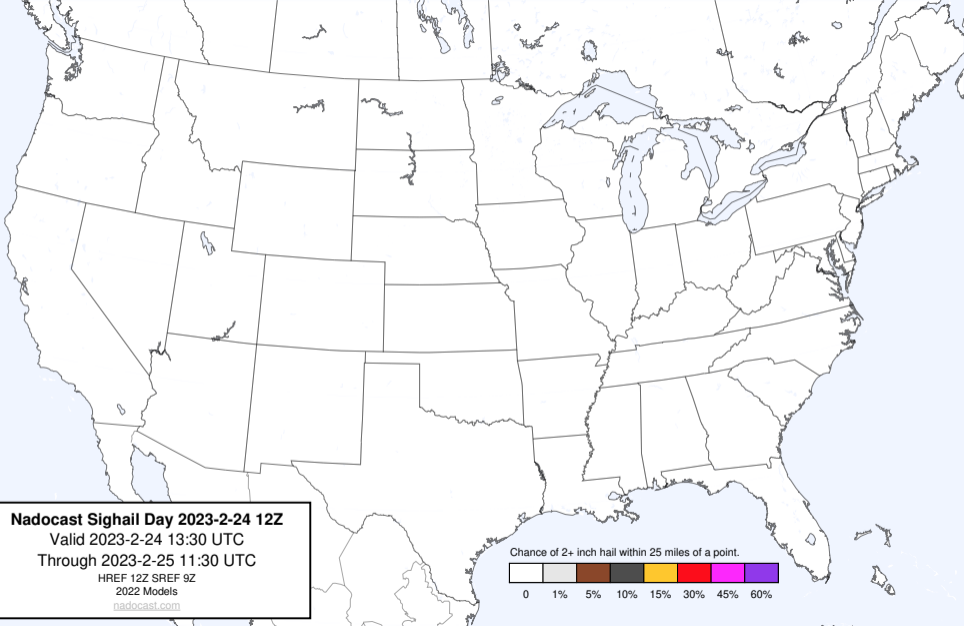 Nadocast Sighail Day 2023-2-24 12Z
Valid 2023-2-24 13:30 UTC
Through 2023-2-25 11:30 UTC
HREF 12Z SREF 9Z
2022 Models
nadocast.com
Chance of 2+ inch hail within 25 miles of a point.
0 1% 5% 10% 15% 30% 45% 60%